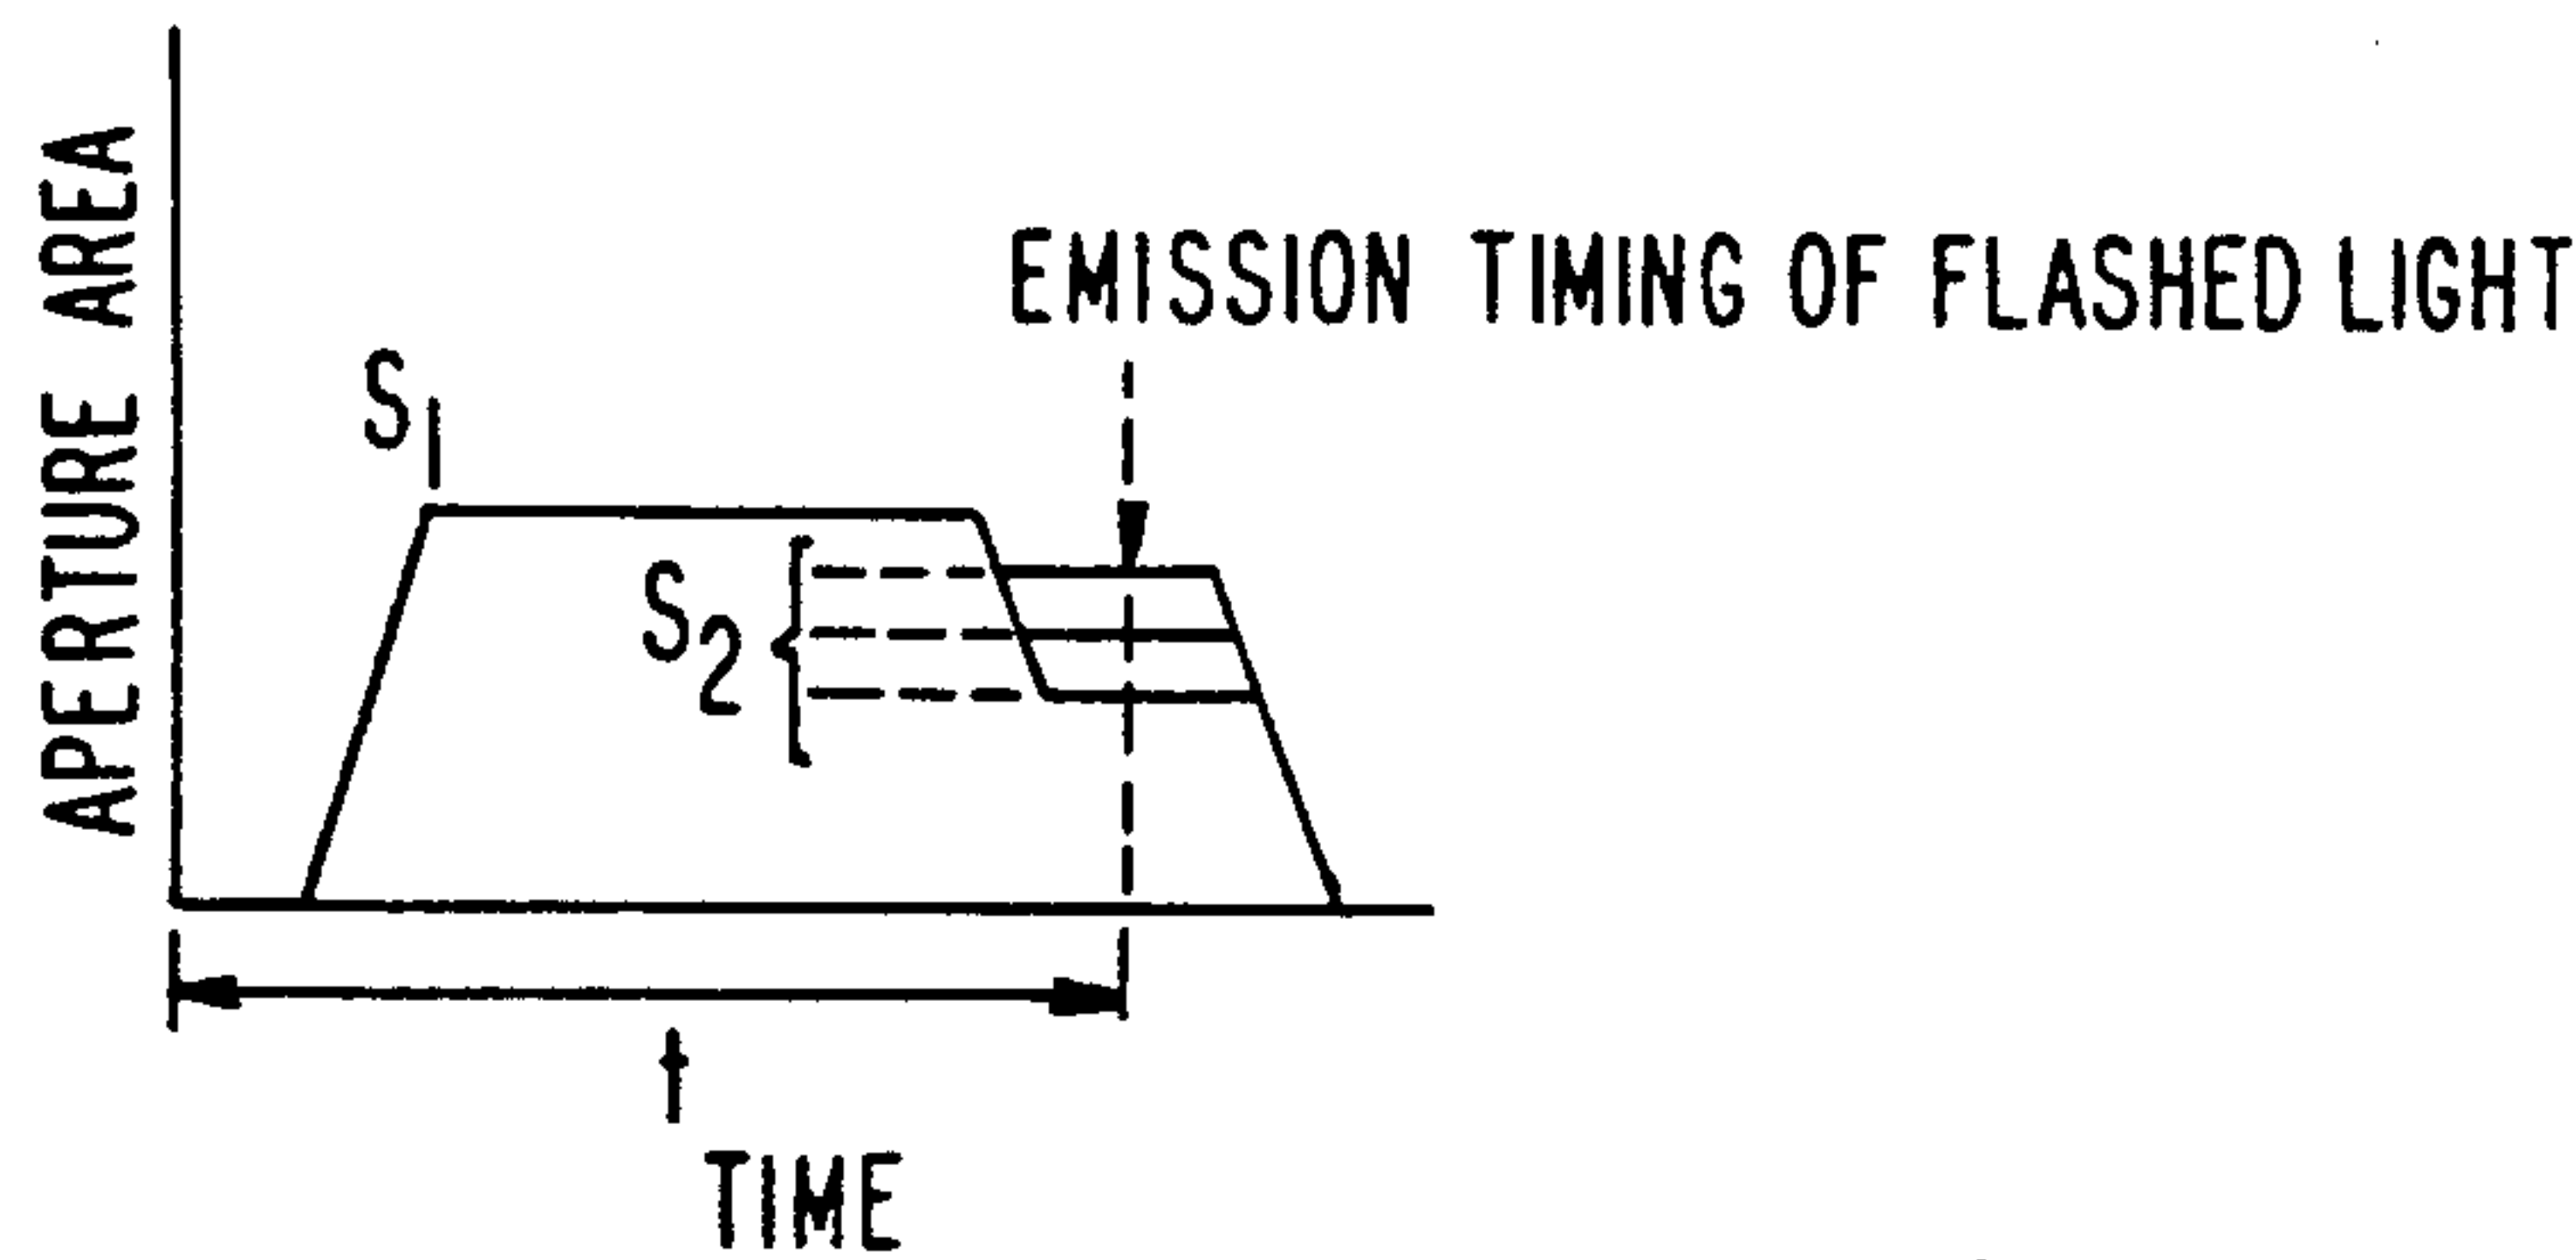 APERTURE AREA
EMISSION TIMING OF FLASHED LIGHT
S1
S2
t
TIME